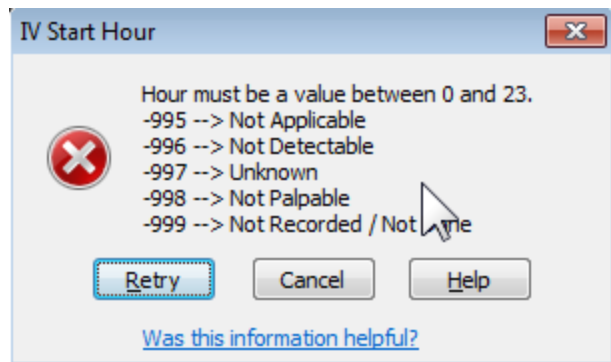 IV Start Hour
Hour must be a value between 0 and 23.
-995 --> Not Applicable
-996 --> Not Detectable
-997 --> Unknown
-998 --> Not Palpable
-999 --> Not Recorded / Not
Retry Cancel Help
Was this information helpful?